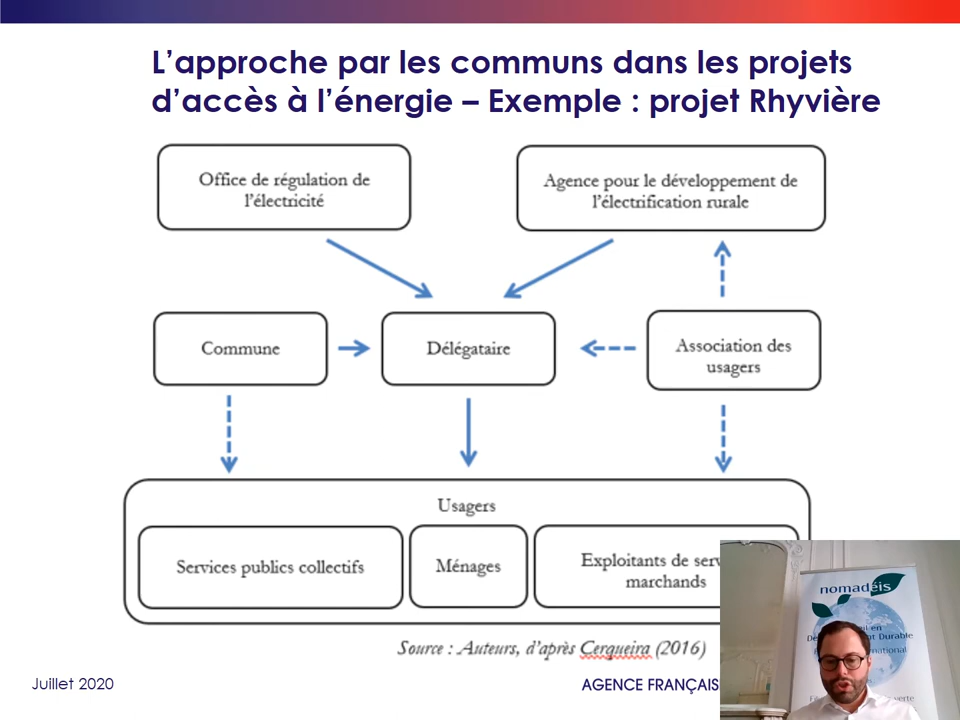 L'approche par les communs dans les projets
d'accès à l'énergie – Exemple : projet Rhyvière
Office de régulation de
l'électricité
Agence pour le développement de
l'électrification rurale
Commune
Délégataire
Association des
usagers
Usagers
Services publics collectifs
Ménages
Exploitants de serv
marchands
Source : Auteurs, d'après Cerqueira (2016)
Juillet 2020
AGENCE FRANÇAIS
nomadéis
en
Durable